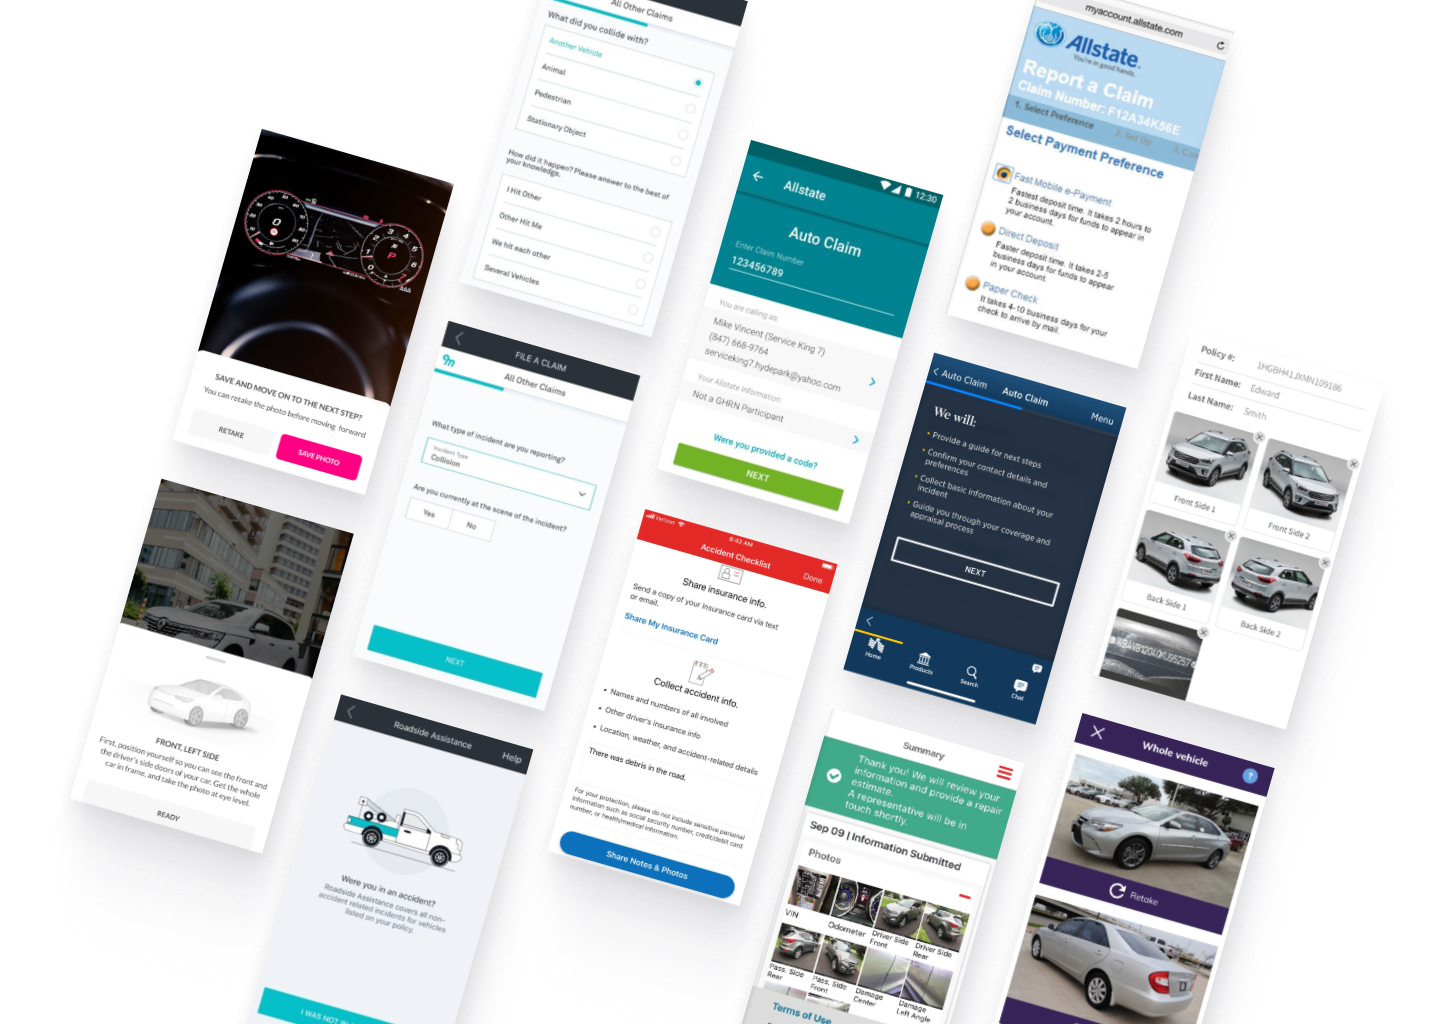 SAVE AND MOVE ON TO THE NEXT STEP?
You can retake the photo before moving forward
RETAKE
SAVE PHOTO
FRONT, LEFT SIDE
First, position yourself so you can see the front and
the driver's side doors of your car. Get the whole
car in frame, and take the photo at eye level.
READY
All Other Claims
What did you collide with?
Another Vehicle
Animal
Pedestrian
Stationary Object
How did it happen? Please answer to the best of
your knowledge.
I Hit Other
Other Hit Me
We hit each other
Several Vehicles
FILE A CLAIM
All Other Claims
What type of incident are you reporting?
Incident Type
Collision
Are you currently at the scene of the incident?
Yes
No
NEXT
Roadside Assistance
Help
Were you in an accident?
Roadside Assistance covers all non-
accident related incidents for vehicles
listed on your policy.
I WAS NOT IN
12:30
Allstate
Auto Claim
Enter Claim Number
123456789
You are calling as:
Mike Vincent (Service King 7)
(847) 668-9764
serviceking7.hydepark@yahoo.com
Your Allstate Information:
Not a GHRN Participant
Were you provided a code?
NEXT
Verizon
8:42 AM
Accident Checklist
Done
Share insurance info.
Send a copy of your insurance card via text
or email.
Share My Insurance Card
Collect accident info.
• Names and numbers of all involved
• Other driver's insurance info
• Location, weather, and accident-related details
There was debris in the road.
For your protection, please do not include sensitive personal
information such as social security number, credit/debit card
number, or health/medical information.
Share Notes & Photos
myaccount.allstate.com
Allstate.
You're in good hands.
Report a Claim
Claim Number: F12A34K56E
1. Select Preference
2. Set Up
Select Payment Preference
Fast Mobile e-Payment
Fastest deposit time. It takes 2 hours to
2 business days for funds to appear in
your account.
Direct Deposit
Faster deposit time. It takes 2-5
business days for funds to appear
in your account.
Paper Check
It takes 4-10 business days for your
check to arrive by mail.
Auto Claim
Auto Claim
Menu
We will:
• Provide a guide for next steps
• Confirm your contact details and
preferences
• Collect basic information about your
incident
• Guide you through your coverage and
appraisal process
NEXT
Home
Products
Search
Chat
Summary
Thank you! We will review your
information and provide a repair
estimate.
A representative will be in
touch shortly.
Sep 09 | Information Submitted
Photos
VIN
Odometer
Driver Side
Front
Driver Side
Rear
Pass. Side
Rear
Pass. Side
Front
Damage
Center
Damage
Left Angle
Terms of Use
Policy #:
1HGBH41JXMN109186
First Name:
Edward
Last Name:
Smith
Front Side 1
Front Side 2
Back Side 1
Back Side 2
Whole vehicle
?
Retake